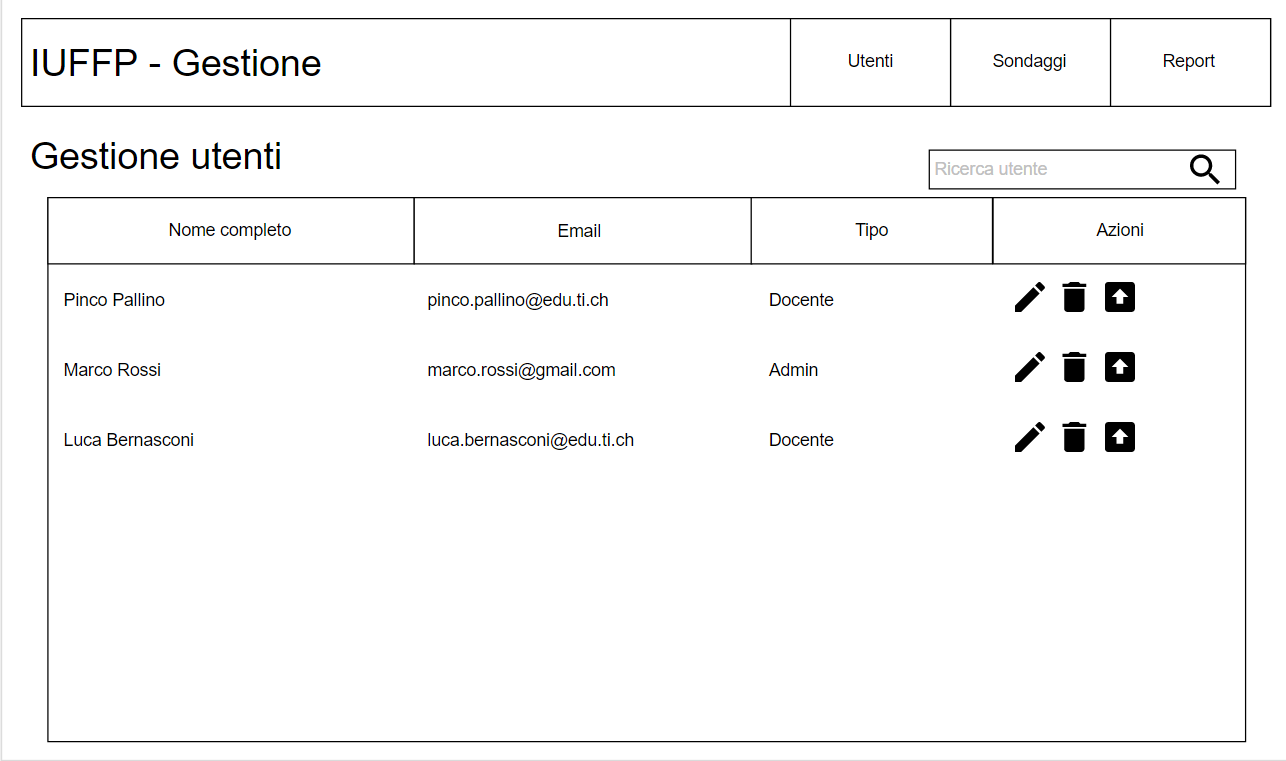 IUFFP - Gestione Utenti Sondaggi Report
Gestione utenti
Ricerca utente
Nome completo Email Tipo Azioni
Pinco Pallino pinco.pallino@edu.ti.ch Docente
Marco Rossi marco.rossi@gmail.com Admin
Luca Bernasconi luca.bernasconi@edu.ti.ch Docente